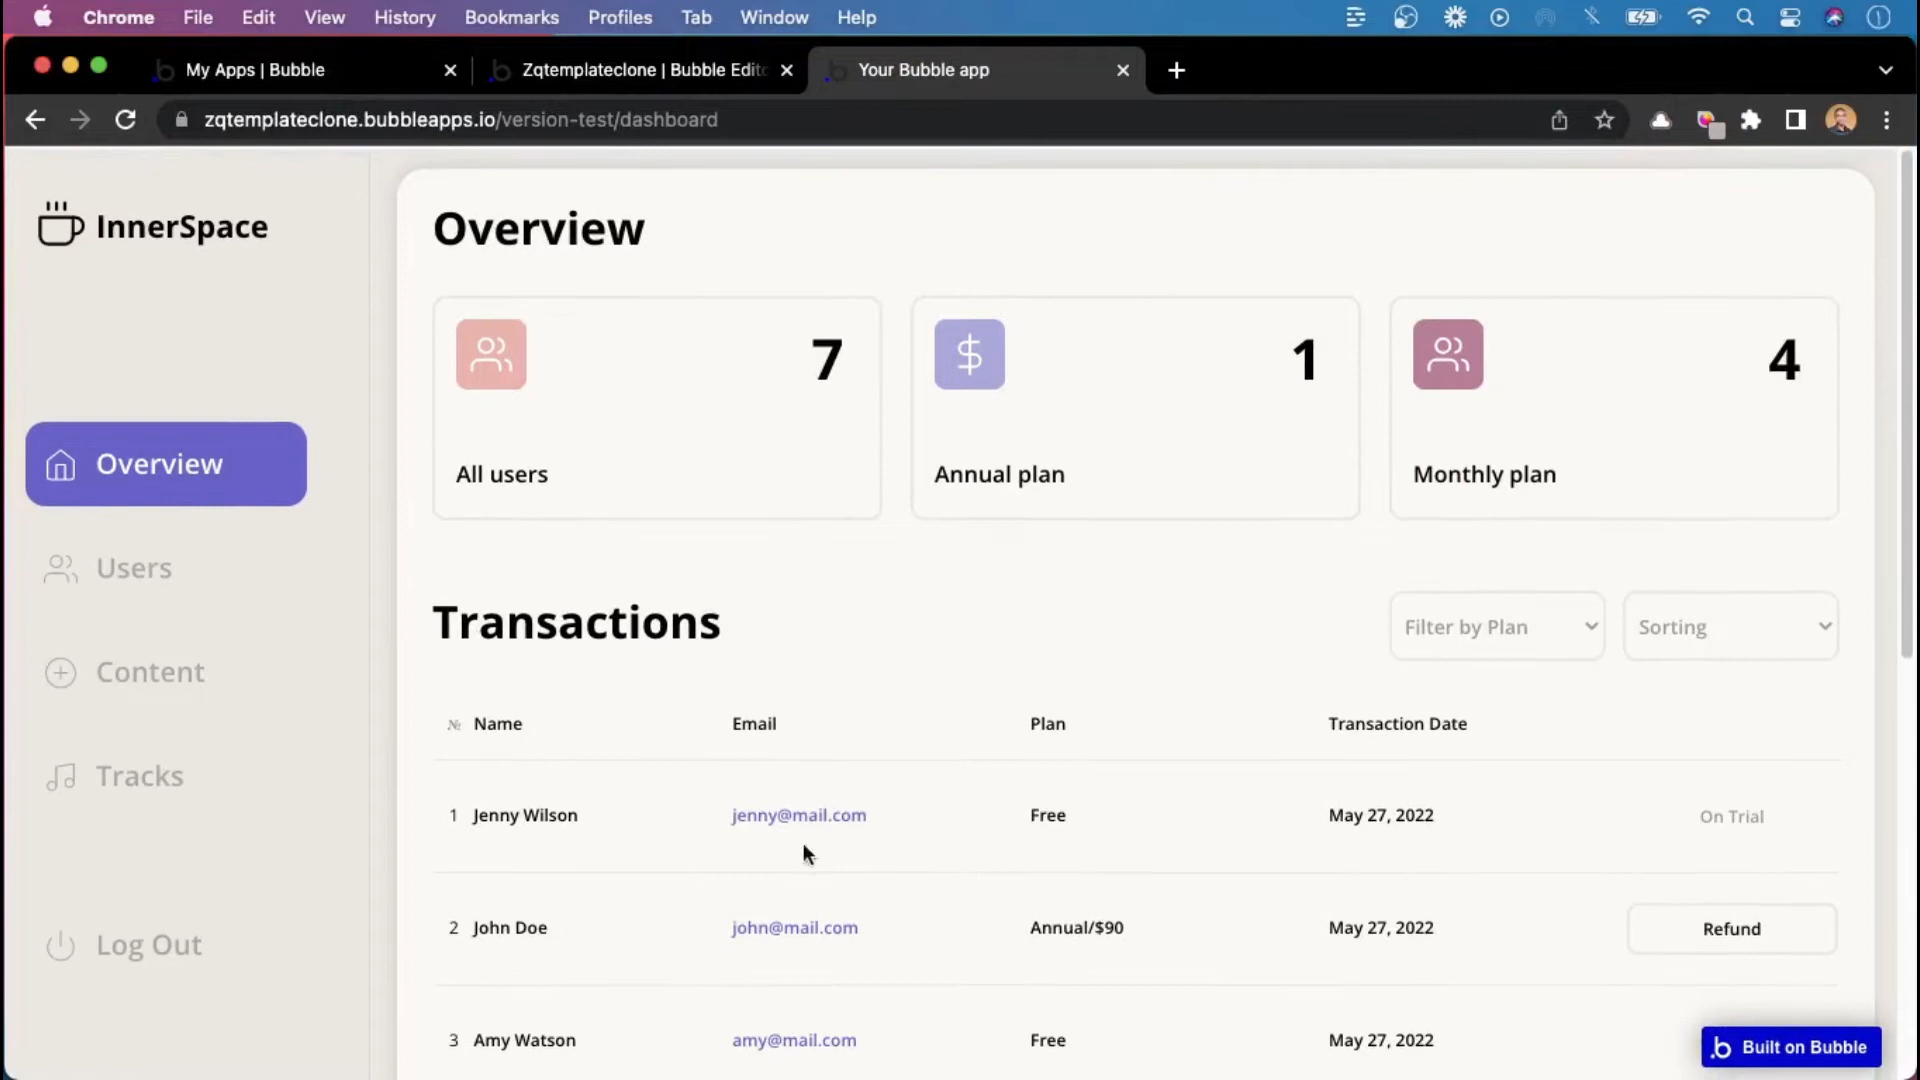 Chrome File Edit View History Bookmarks Profiles Tab Window Help
My Apps | Bubble
Zqtemplateclone | Bubble Edito
Your Bubble app
zqtemplateclone.bubbleapps.io/version-test/dashboard
InnerSpace
Overview
Users
Content
Tracks
Log Out
Overview
7
All users
1
Annual plan
4
Monthly plan
Transactions
Filter by Plan
Sorting
№ Name Email Plan Transaction Date
1 Jenny Wilson jenny@mail.com Free May 27, 2022 On Trial
2 John Doe john@mail.com Annual/$90 May 27, 2022 Refund
3 Amy Watson amy@mail.com Free May 27, 2022
Built on Bubble